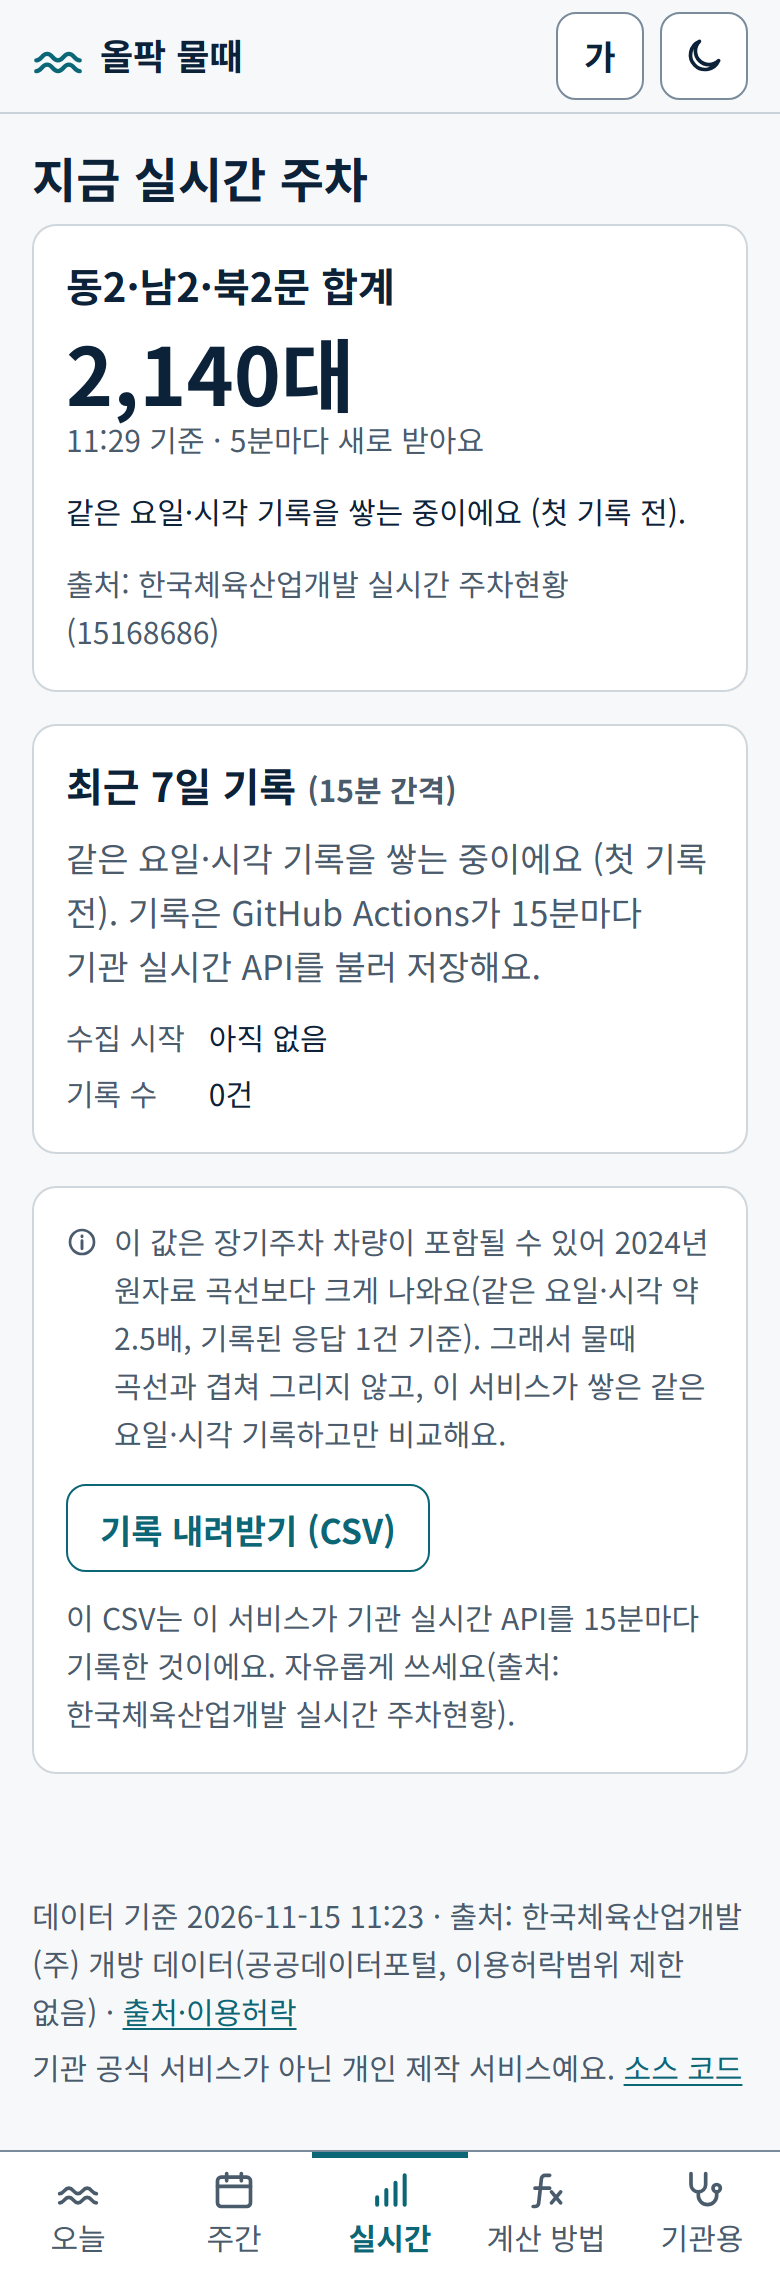 올팍 물때
가
지금 실시간 주차
동2·남2·북2문 합계
2,140대
11:29 기준 · 5분마다 새로 받아요
같은 요일·시각 기록을 쌓는 중이에요 (첫 기록 전).
출처: 한국체육산업개발 실시간 주차현황
(15168686)
최근 7일 기록 (15분 간격)
같은 요일·시각 기록을 쌓는 중이에요 (첫 기록
전). 기록은 GitHub Actions가 15분마다
기관 실시간 API를 불러 저장해요.
수집 시작 아직 없음
기록 수 0건
이 값은 장기주차 차량이 포함될 수 있어 2024년
원자료 곡선보다 크게 나와요(같은 요일·시각 약
2.5배, 기록된 응답 1건 기준). 그래서 물때
곡선과 겹쳐 그리지 않고, 이 서비스가 쌓은 같은
요일·시각 기록하고만 비교해요.
기록 내려받기 (CSV)
이 CSV는 이 서비스가 기관 실시간 API를 15분마다
기록한 것이에요. 자유롭게 쓰세요(출처:
한국체육산업개발 실시간 주차현황).
데이터 기준 2026-11-15 11:23 · 출처: 한국체육산업개발
(주) 개방 데이터(공공데이터포털, 이용허락범위 제한
없음) · 출처·이용허락
기관 공식 서비스가 아닌 개인 제작 서비스예요. 소스 코드
오늘 주간 실시간 계산 방법 기관용